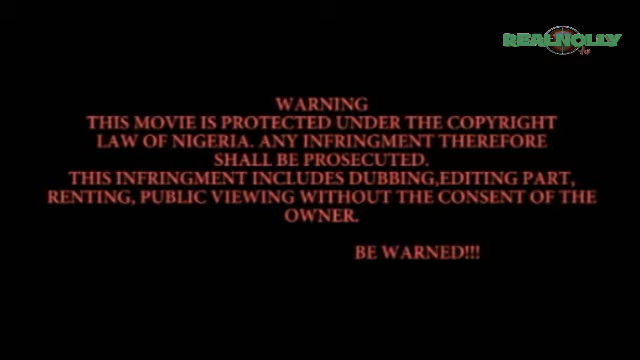 REALNOLLY
.tv
WARNING
THIS MOVIE IS PROTECTED UNDER THE COPYRIGHT
LAW OF NIGERIA. ANY INFRINGMENT THEREFORE
SHALL BE PROSECUTED.
THIS INFRINGMENT INCLUDES DUBBING,EDITING PART,
RENTING, PUBLIC VIEWING WITHOUT THE CONSENT OF THE
OWNER.
BE WARNED!!!